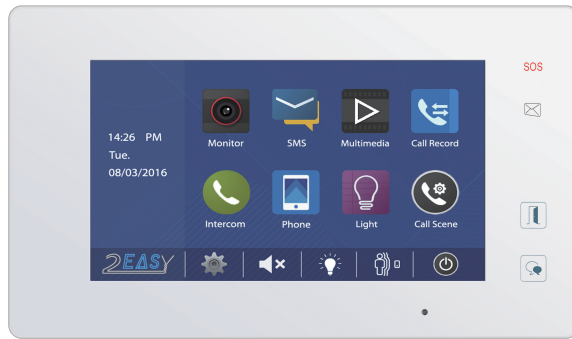 SOS
14:26 PM
Tue.
08/03/2016
Monitor
SMS
Multimedia
Call Record
Intercom
Phone
Light
Call Scene
2EASY